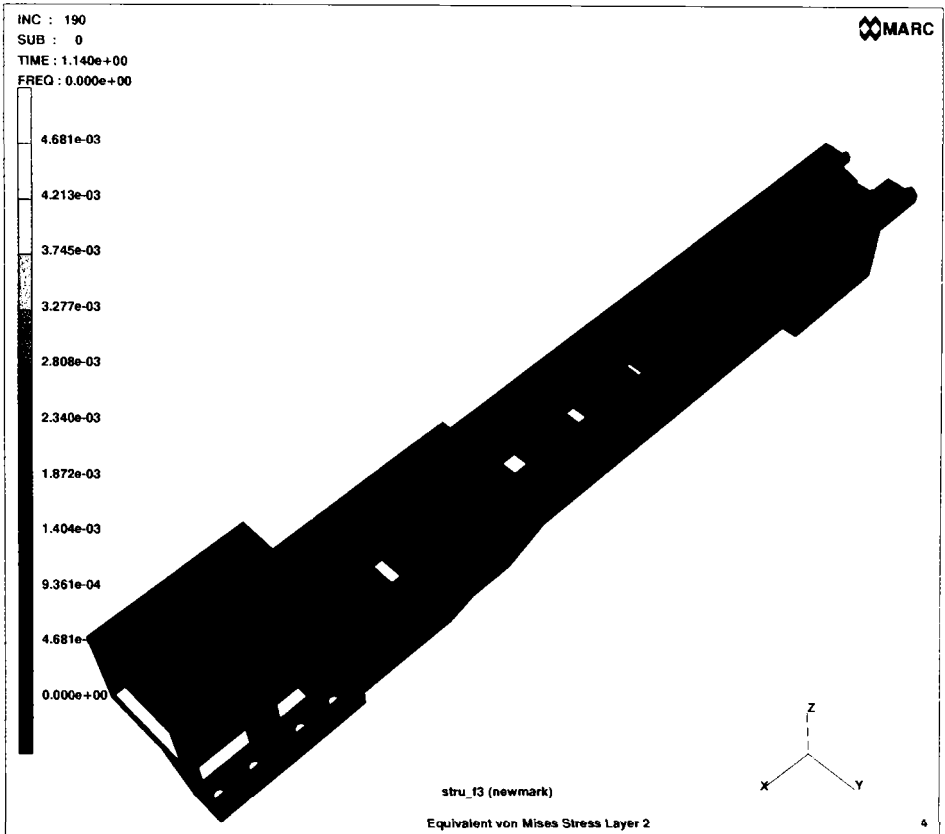 INC : 190
SUB : 0
TIME : 1.140e+00
FREQ : 0.000e+00
MARC
4.681e-03
4.213e-03
3.745e-03
3.277e-03
2.808e-03
2.340e-03
1.872e-03
1.404e-03
9.361e-04
4.681e-
0.000e+00
Z
X
Y
stru_f3 (newmark)
Equivalent von Mises Stress Layer 2
4